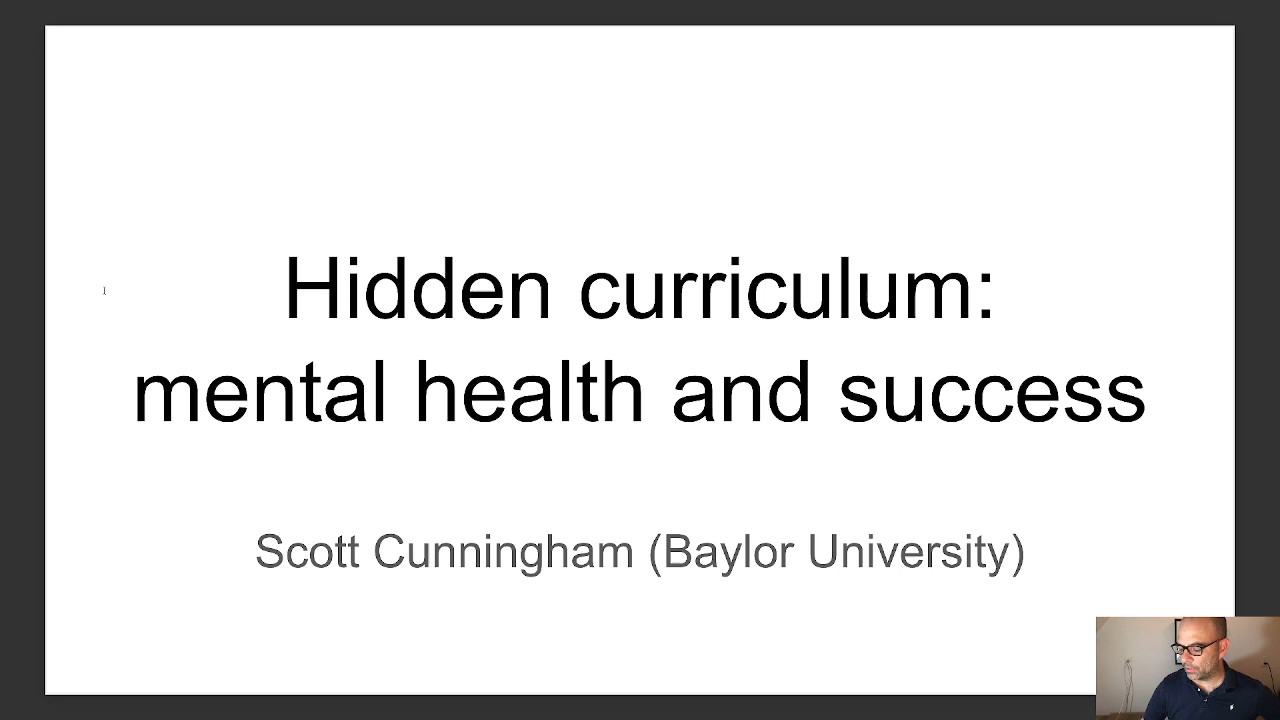 Hidden curriculum:
mental health and success
Scott Cunningham (Baylor University)